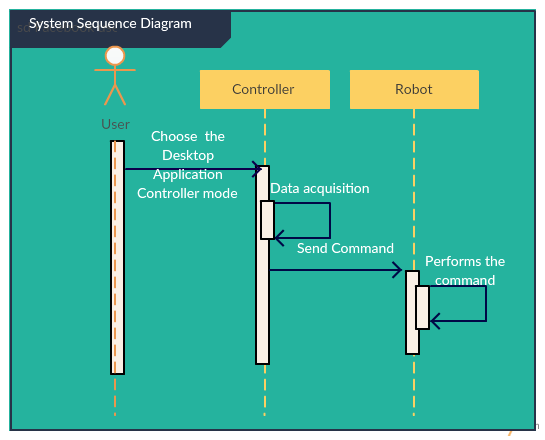 System Sequence Diagram
User
Controller
Robot
Choose the
Desktop
Application
Controller mode
Data acquisition
Send Command
Performs the
command